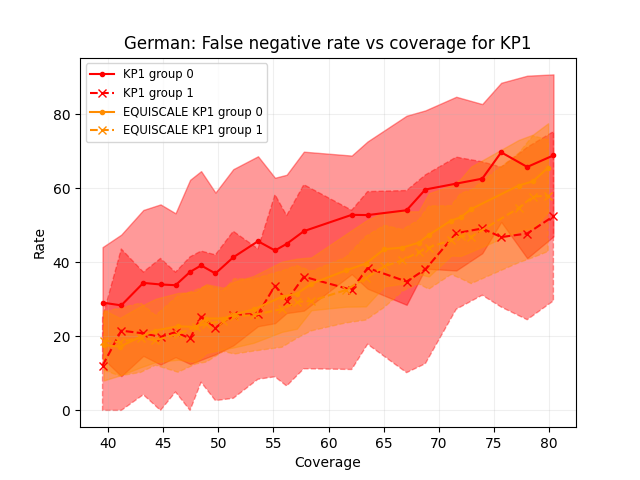 German: False negative rate vs coverage for KP1
KP1 group 0
KP1 group 1
EQUISCALE KP1 group 0
EQUISCALE KP1 group 1
Rate
80
60
40
20
0
40 45 50 55 60 65 70 75 80
Coverage